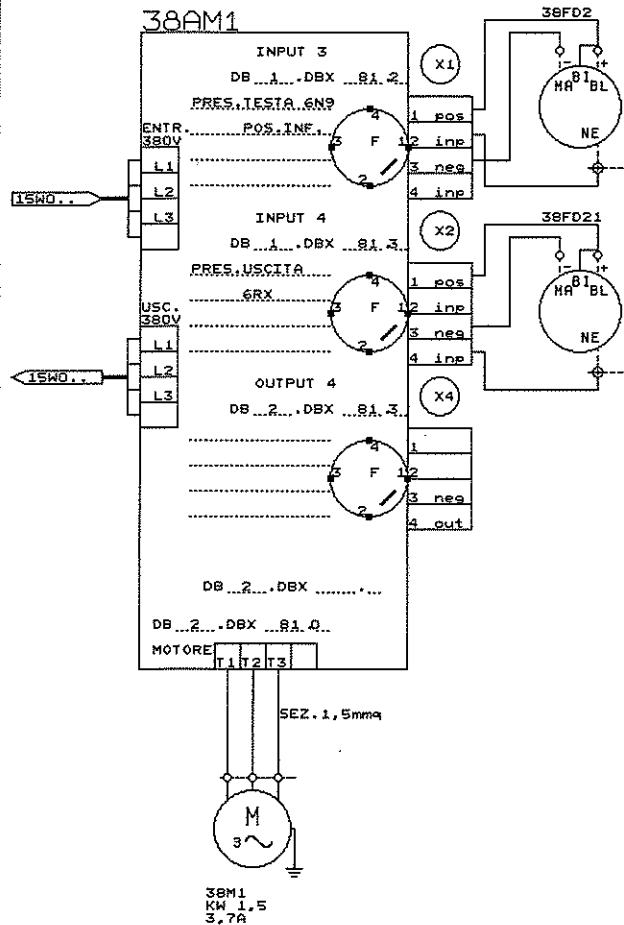 38AM1
38FD2
INPUT 3
X1
DB 1 .DBX 81.2
- BI +
MA BL
NE
PRES.TESTA 6N9
POS.INF.
4
3 F 1
2
1 pos
2 inp
3 neg
4 inp
ENTR.
380V
L1
L2
L3
15W0..
INPUT 4
X2
38FD21
DB 1 .DBX 81.3
- BI +
MA BL
NE
PRES.USCITA
6RX
4
3 F 1
2
1 pos
2 inp
3 neg
4 inp
USC.
380V
L1
L2
L3
15W0..
OUTPUT 4
X4
DB 2 .DBX 81.3
4
3 F 1
2
1
2
3 neg
4 out
DB 2 .DBX ...... . ...
DB 2 .DBX 81.0
MOTORE T1 T2 T3
SEZ.1,5mmq
M
3~
38M1
KW 1,5
3,7A